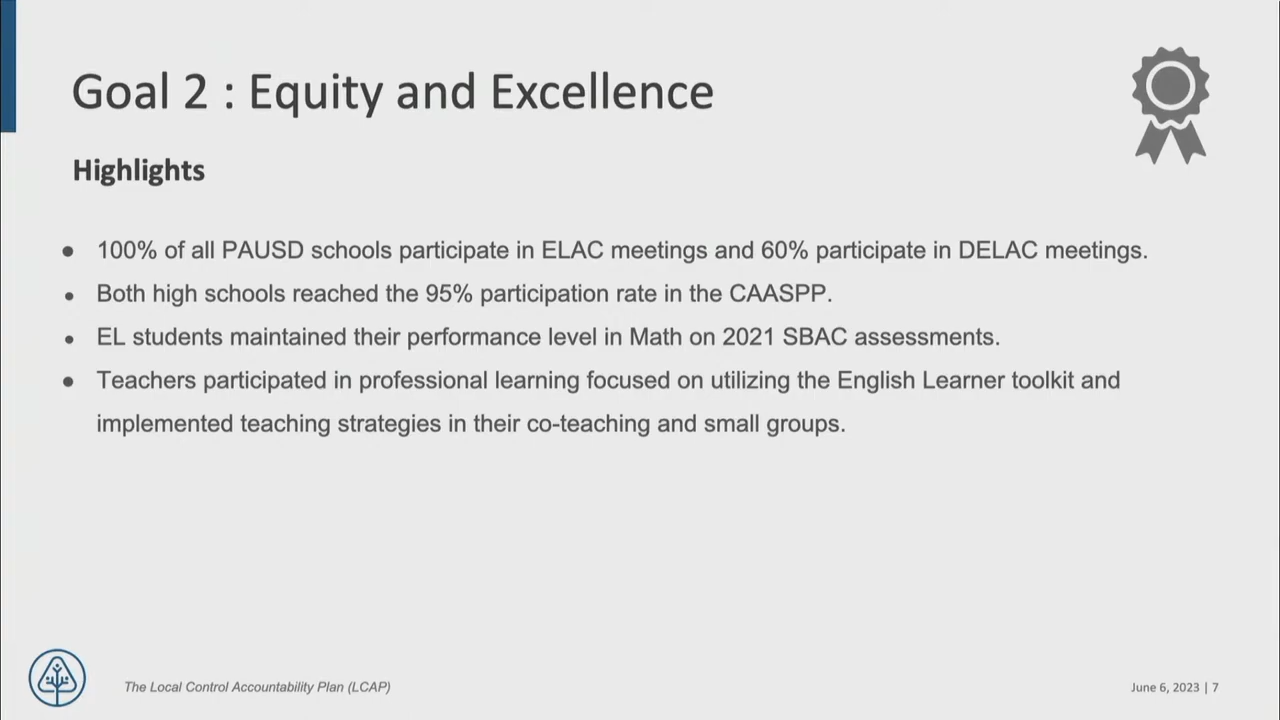 Goal 2 : Equity and Excellence
Highlights
● 100% of all PAUSD schools participate in ELAC meetings and 60% participate in DELAC meetings.
● Both high schools reached the 95% participation rate in the CAASPP.
● EL students maintained their performance level in Math on 2021 SBAC assessments.
● Teachers participated in professional learning focused on utilizing the English Learner toolkit and
implemented teaching strategies in their co-teaching and small groups.
The Local Control Accountability Plan (LCAP)
June 6, 2023 | 7